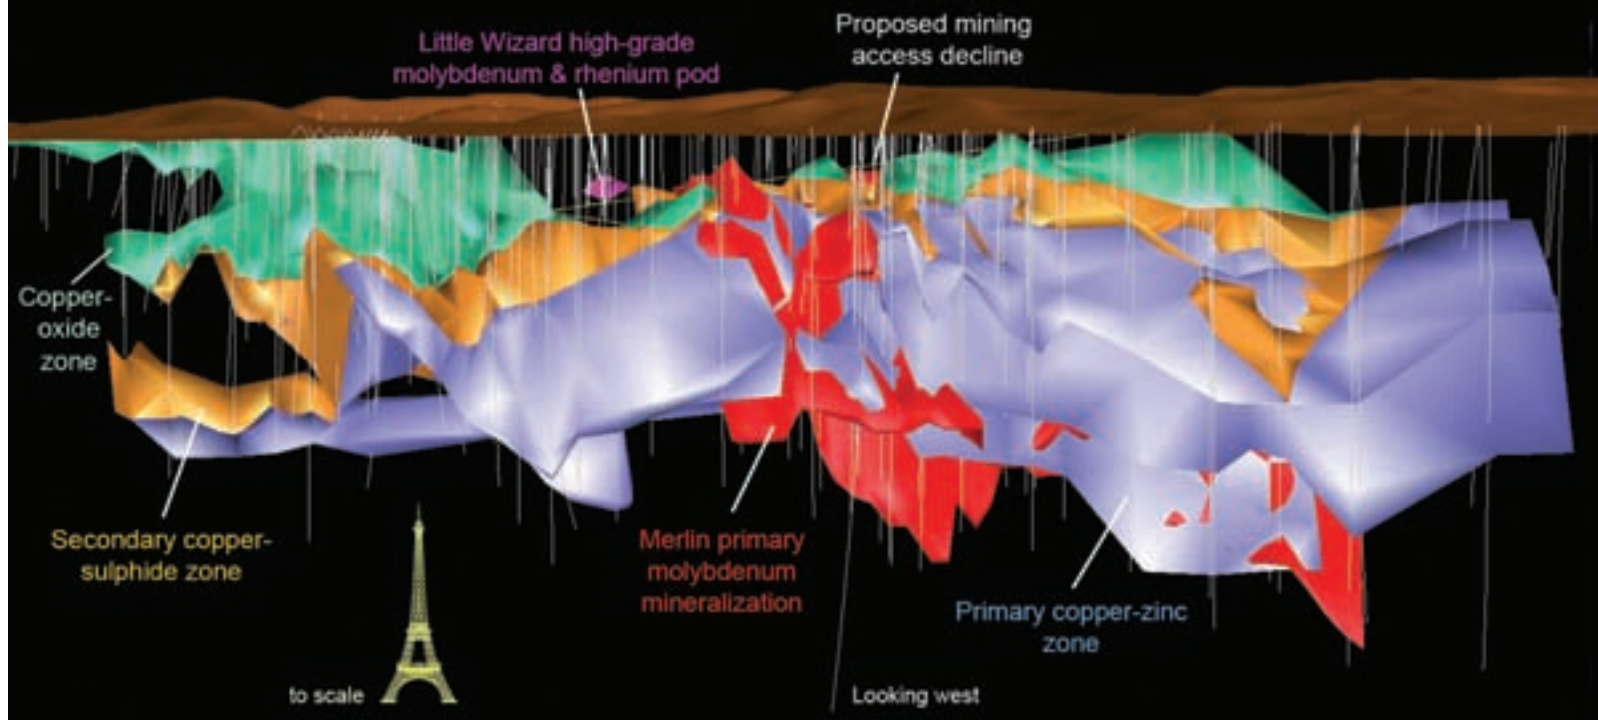 Little Wizard high-grade
molybdenum & rhenium pod
Proposed mining
access decline
Copper-
oxide
zone
Secondary copper-
sulphide zone
Merlin primary
molybdenum
mineralization
Primary copper-zinc
zone
to scale
Looking west